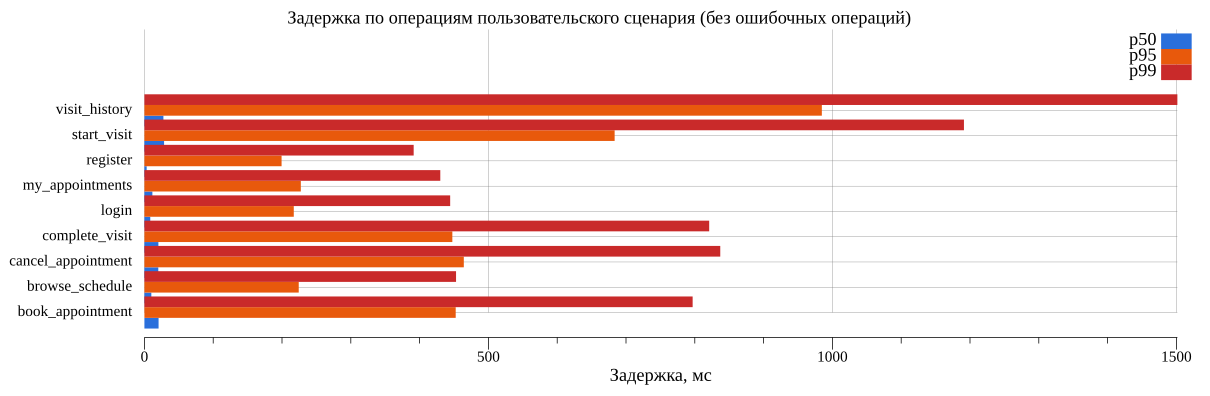 Задержка по операциям пользовательского сценария (без ошибочных операций)
p50
p95
p99
visit_history
start_visit
register
my_appointments
login
complete_visit
cancel_appointment
browse_schedule
book_appointment
0 500 1000 1500
Задержка, мс